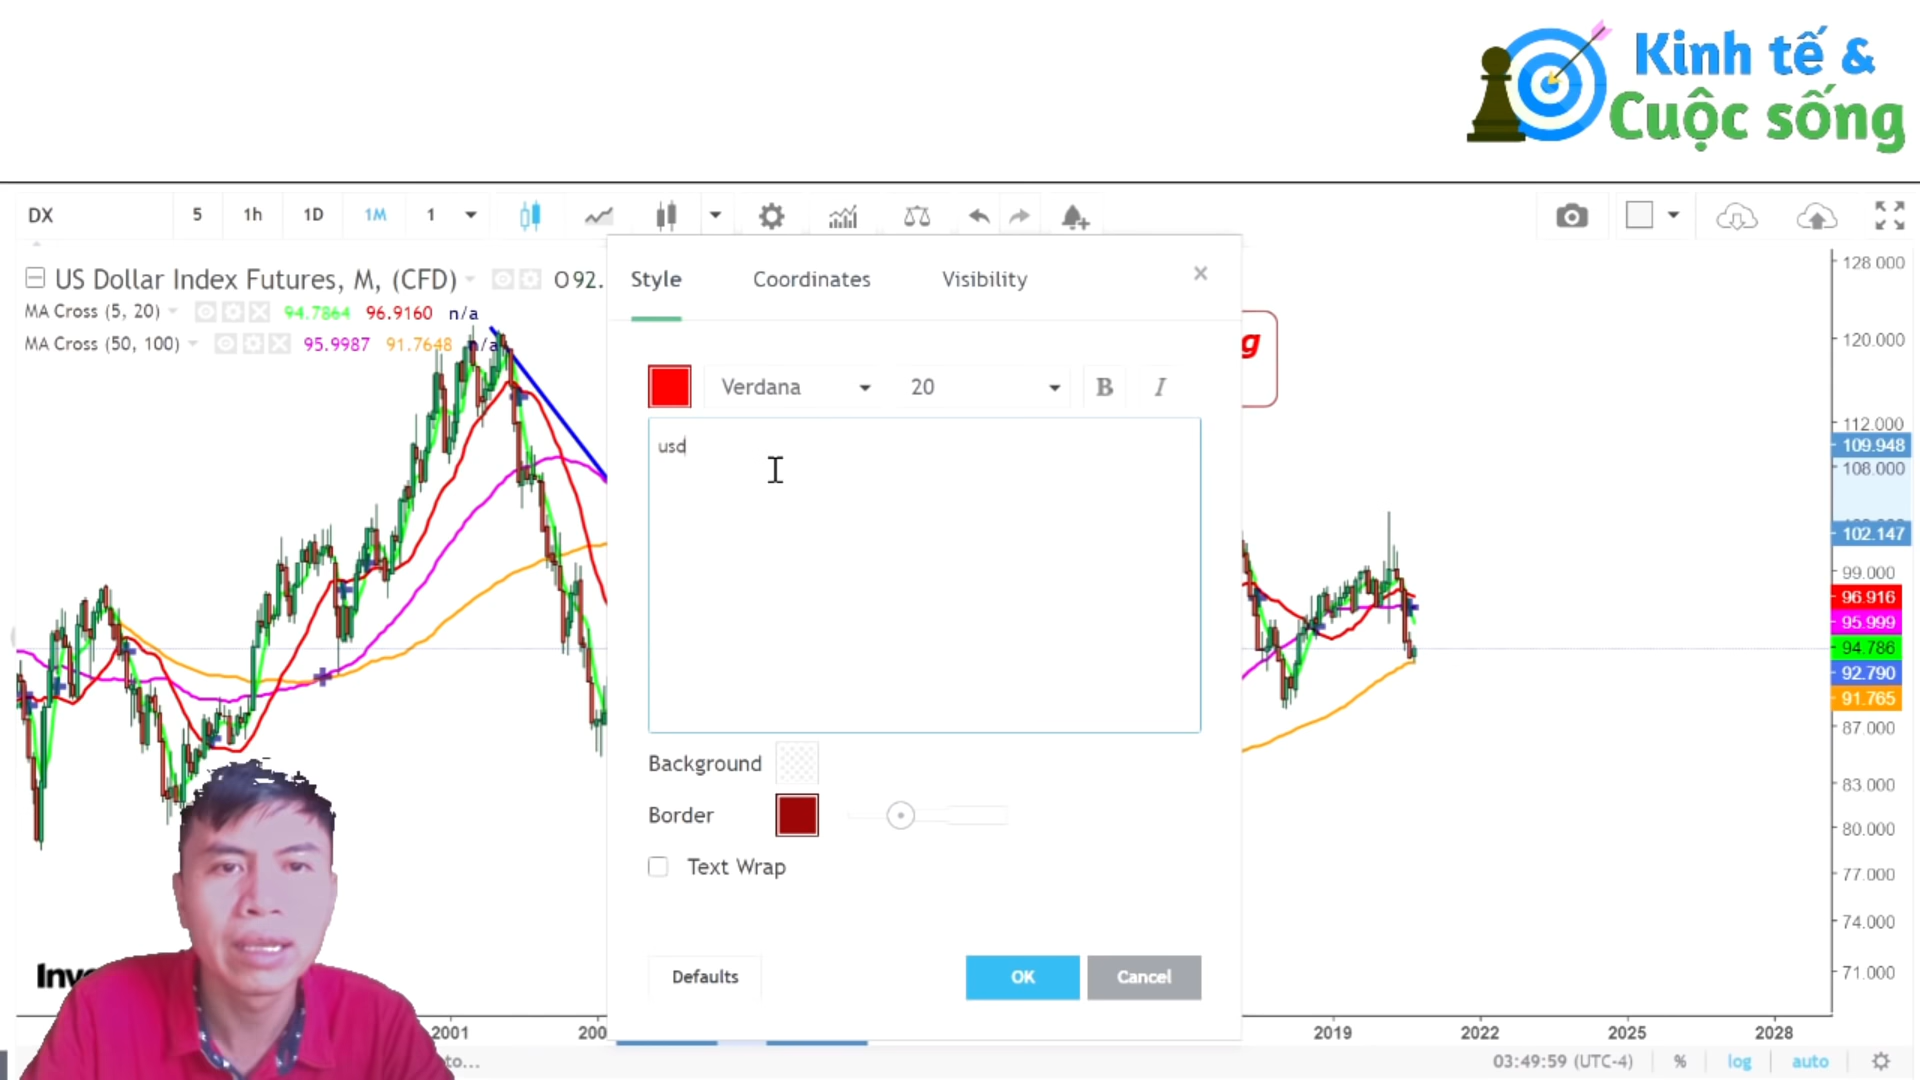 Kinh tế &
Cuộc sống
DX 5 1h 1D 1M 1
US Dollar Index Futures, M, (CFD) O92.
MA Cross (5, 20) 94.7864 96.9160 n/a
MA Cross (50, 100) 95.9987 91.7648 n/a
Style Coordinates Visibility
g
Verdana 20 B I
usd
Background
Border
Text Wrap
Defaults OK Cancel
128.000
120.000
112.000
109.948
108.000
102.147
99.000
96.916
95.999
94.786
92.790
91.765
87.000
83.000
80.000
77.000
74.000
71.000
Inve
2001 200 2019 2022 2025 2028
to... 03:49:59 (UTC-4) % log auto